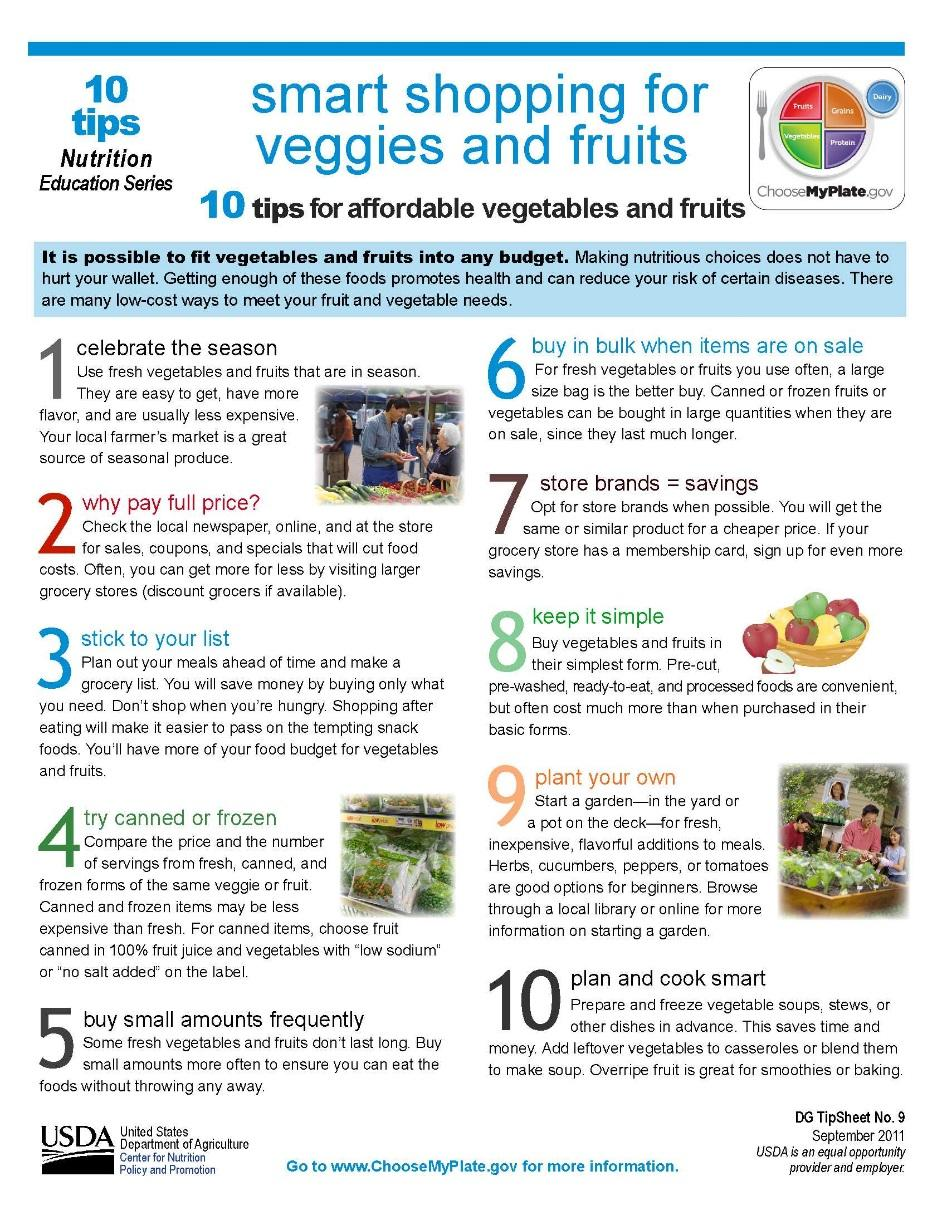 10
tips
Nutrition
Education Series
smart shopping for
veggies and fruits
10 tips for affordable vegetables and fruits
Fruits
Grains
Vegetables
Protein
Dairy
ChooseMyPlate.gov
It is possible to fit vegetables and fruits into any budget. Making nutritious choices does not have to
hurt your wallet. Getting enough of these foods promotes health and can reduce your risk of certain diseases. There
are many low-cost ways to meet your fruit and vegetable needs.
1 celebrate the season
Use fresh vegetables and fruits that are in season.
They are easy to get, have more
flavor, and are usually less expensive.
Your local farmer's market is a great
source of seasonal produce.
2 why pay full price?
Check the local newspaper, online, and at the store
for sales, coupons, and specials that will cut food
costs. Often, you can get more for less by visiting larger
grocery stores (discount grocers if available).
3 stick to your list
Plan out your meals ahead of time and make a
grocery list. You will save money by buying only what
you need. Don't shop when you're hungry. Shopping after
eating will make it easier to pass on the tempting snack
foods. You'll have more of your food budget for vegetables
and fruits.
4 try canned or frozen
Compare the price and the number
of servings from fresh, canned, and
frozen forms of the same veggie or fruit.
Canned and frozen items may be less
expensive than fresh. For canned items, choose fruit
canned in 100% fruit juice and vegetables with "low sodium"
or "no salt added" on the label.
5 buy small amounts frequently
Some fresh vegetables and fruits don't last long. Buy
small amounts more often to ensure you can eat the
foods without throwing any away.
6 buy in bulk when items are on sale
For fresh vegetables or fruits you use often, a large
size bag is the better buy. Canned or frozen fruits or
vegetables can be bought in large quantities when they are
on sale, since they last much longer.
7 store brands = savings
Opt for store brands when possible. You will get the
same or similar product for a cheaper price. If your
grocery store has a membership card, sign up for even more
savings.
8 keep it simple
Buy vegetables and fruits in
their simplest form. Pre-cut,
pre-washed, ready-to-eat, and processed foods are convenient,
but often cost much more than when purchased in their
basic forms.
9 plant your own
Start a garden—in the yard or
a pot on the deck—for fresh,
inexpensive, flavorful additions to meals.
Herbs, cucumbers, peppers, or tomatoes
are good options for beginners. Browse
through a local library or online for more
information on starting a garden.
10 plan and cook smart
Prepare and freeze vegetable soups, stews, or
other dishes in advance. This saves time and
money. Add leftover vegetables to casseroles or blend them
to make soup. Overripe fruit is great for smoothies or baking.
USDA
United States
Department of Agriculture
Center for Nutrition
Policy and Promotion
Go to www.ChooseMyPlate.gov for more information.
DG TipSheet No. 9
September 2011
USDA is an equal opportunity
provider and employer.